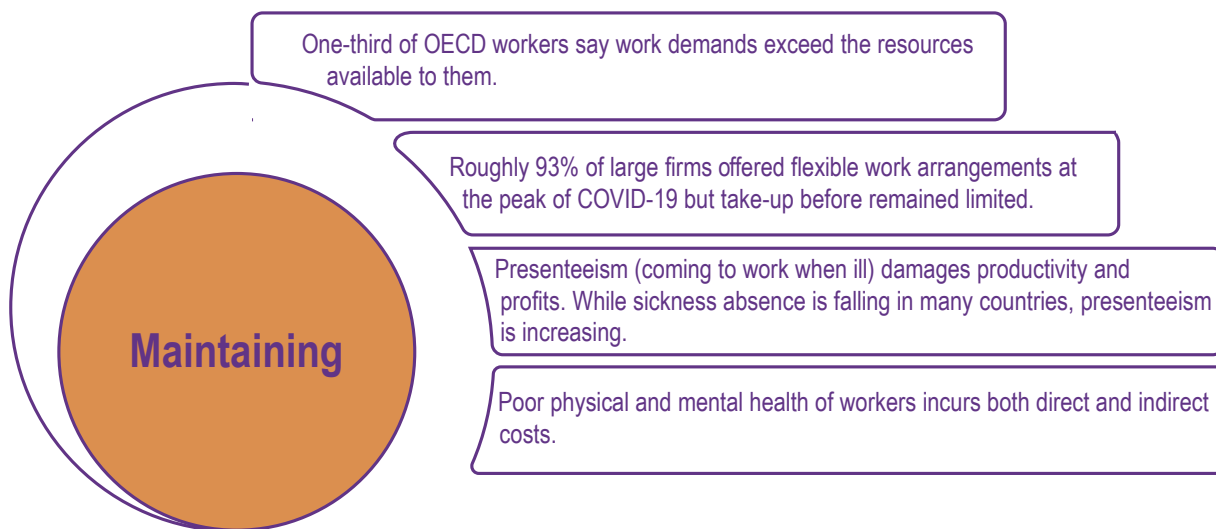 One-third of OECD workers say work demands exceed the resources
available to them.
Roughly 93% of large firms offered flexible work arrangements at
the peak of COVID-19 but take-up before remained limited.
Presenteeism (coming to work when ill) damages productivity and
profits. While sickness absence is falling in many countries, presenteeism
is increasing.
Maintaining
Poor physical and mental health of workers incurs both direct and indirect
costs.